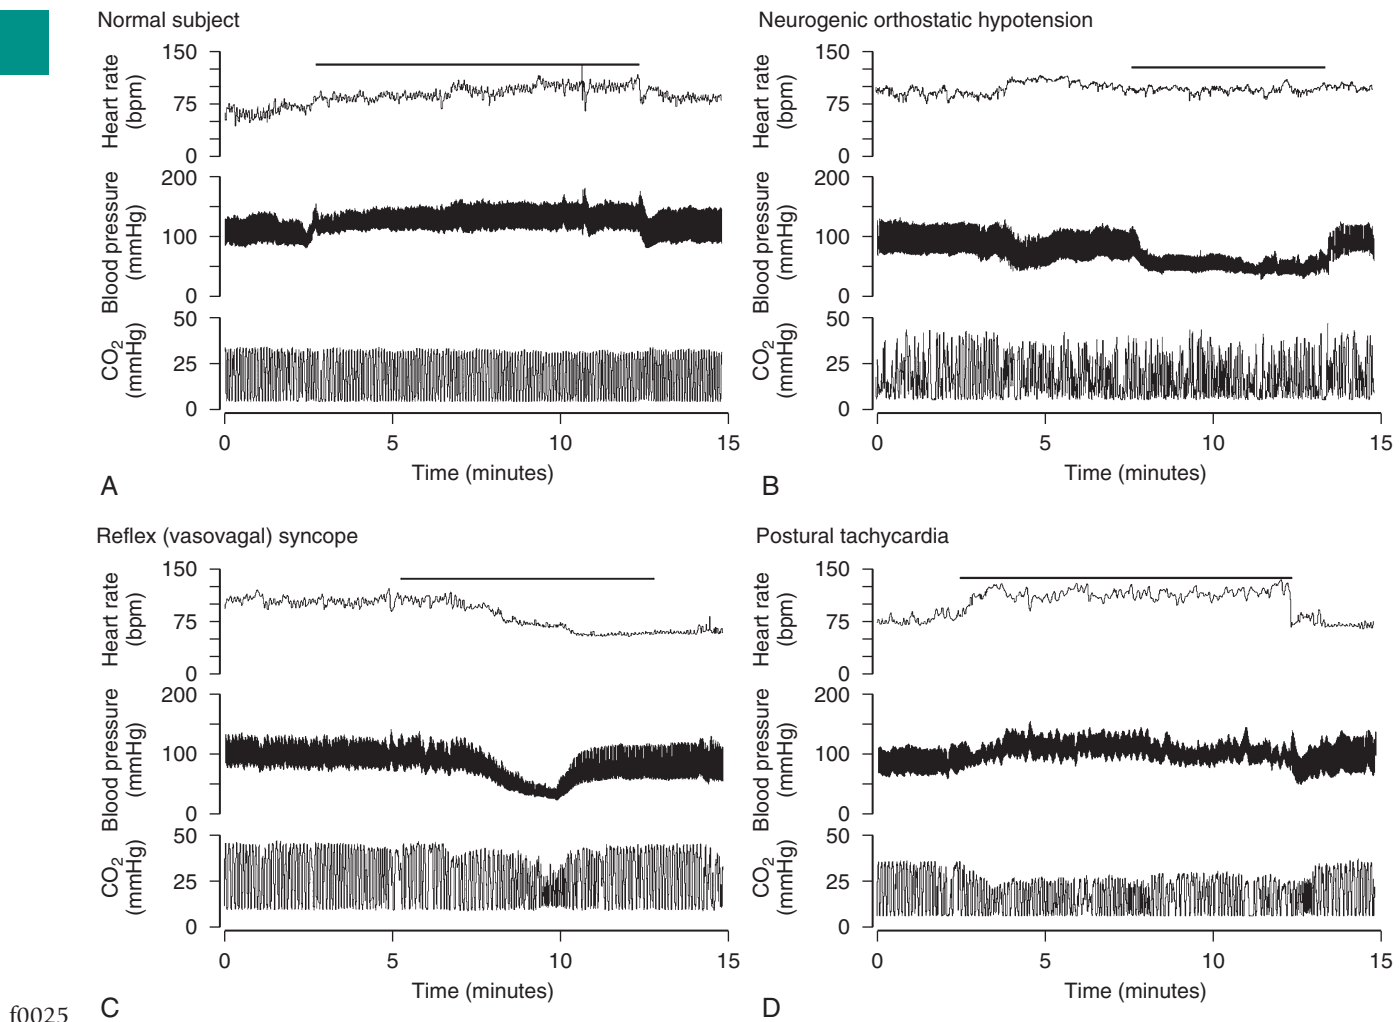 Normal subject
150
75
0
Heart rate
(bpm)
200
100
0
Blood pressure
(mmHg)
50
25
0
CO2
(mmHg)
0 5 10 15
Time (minutes)
A
Neurogenic orthostatic hypotension
150
75
0
Heart rate
(bpm)
200
100
0
Blood pressure
(mmHg)
50
25
0
CO2
(mmHg)
0 5 10 15
Time (minutes)
B
Reflex (vasovagal) syncope
150
75
0
Heart rate
(bpm)
200
100
0
Blood pressure
(mmHg)
50
25
0
CO2
(mmHg)
0 5 10 15
Time (minutes)
C
Postural tachycardia
150
75
0
Heart rate
(bpm)
200
100
0
Blood pressure
(mmHg)
50
25
0
CO2
(mmHg)
0 5 10 15
Time (minutes)
D
f0025